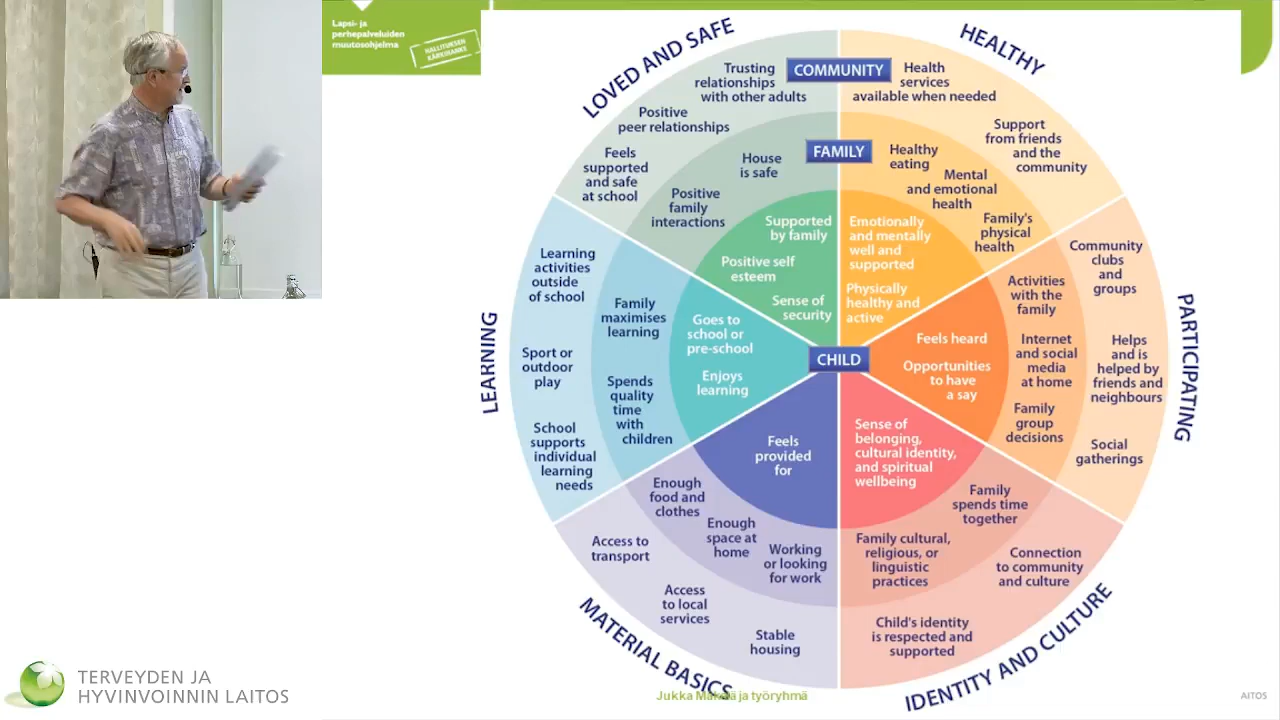 Lapsi- ja
perhepalveluiden
muutosohjelma
HALLITUKSEN
KÄRKIHANKE
LOVED AND SAFE
COMMUNITY
Trusting
relationships
with other adults
Positive
peer relationships
Feels
supported
and safe
at school
FAMILY
House
is safe
Positive
family
interactions
Supported
by family
Positive self
esteem
Sense of
security
HEALTHY
Health
services
available when needed
Support
from friends
and the
community
Healthy
eating
Mental
and emotional
health
Family's
physical
health
Emotionally
and mentally
well and
supported
Physically
healthy and
active
LEARNING
Learning
activities
outside
of school
Sport or
outdoor
play
School
supports
individual
learning
needs
Family
maximises
learning
Spends
quality
time
with
children
Goes to
school or
pre-school
Enjoys
learning
CHILD
PARTICIPATING
Feels heard
Opportunities
to have
a say
Activities
with the
family
Internet
and social
media
at home
Family
group
decisions
Community
clubs
and
groups
Helps
and is
helped by
friends and
neighbours
Social
gatherings
MATERIAL BASICS
Feels
provided
for
Enough
food and
clothes
Enough
space at
home
Working
or looking
for work
Access to
transport
Access
to local
services
Stable
housing
IDENTITY AND CULTURE
Sense of
belonging,
cultural identity,
and spiritual
wellbeing
Family
spends time
together
Family cultural,
religious, or
linguistic
practices
Connection
to community
and culture
Child's identity
is respected and
supported
TERVEYDEN JA
HYVINVOINNIN LAITOS
Jukka Mäkelä ja työryhmä
AITOS